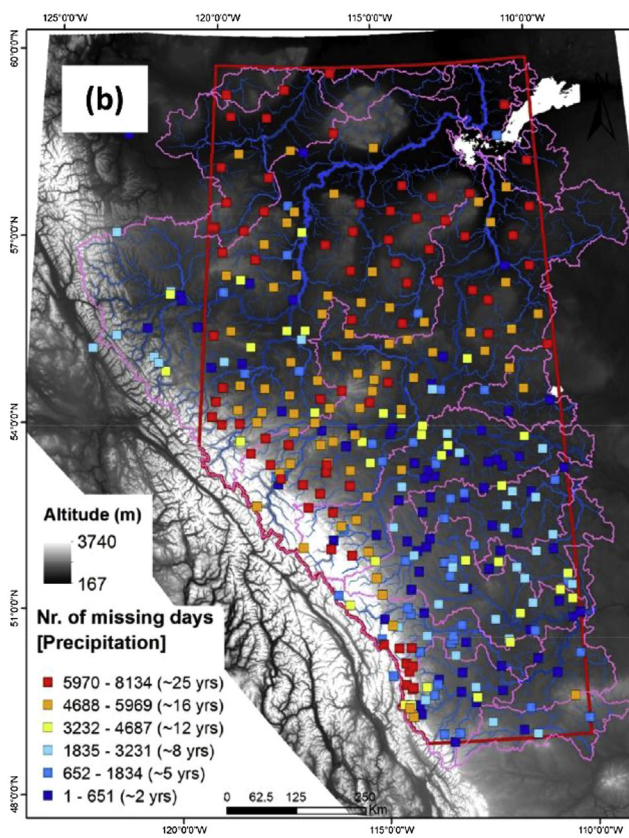 125°0'0"W 120°0'0"W 115°0'0"W 110°0'0"W
60°0'0"N
(b)
57°0'0"N
54°0'0"N
Altitude (m)
3740
167
51°0'0"N
Nr. of missing days
[Precipitation]
5970 - 8134 (~25 yrs)
4688 - 5969 (~16 yrs)
3232 - 4687 (~12 yrs)
1835 - 3231 (~8 yrs)
652 - 1834 (~5 yrs)
1 - 651 (~2 yrs)
48°0'0"N
0 62.5 125 250
Km
120°0'0"W 115°0'0"W 110°0'0"W